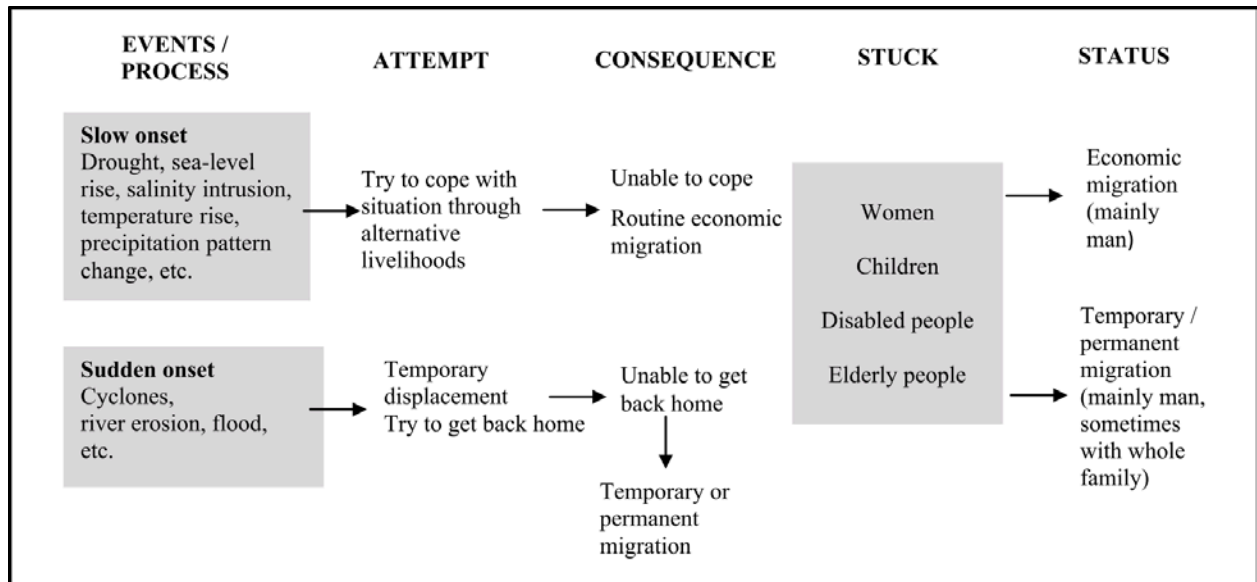 EVENTS /
PROCESS
ATTEMPT
CONSEQUENCE
STUCK
STATUS
Slow onset
Drought, sea-level
rise, salinity intrusion,
temperature rise,
precipitation pattern
change, etc.
Try to cope with
situation through
alternative
livelihoods
Unable to cope
Routine economic
migration
Women
Children
Disabled people
Elderly people
Economic
migration
(mainly
man)
Sudden onset
Cyclones,
river erosion, flood,
etc.
Temporary
displacement
Try to get back home
Unable to get
back home
Temporary or
permanent
migration
Temporary /
permanent
migration
(mainly man,
sometimes
with whole
family)